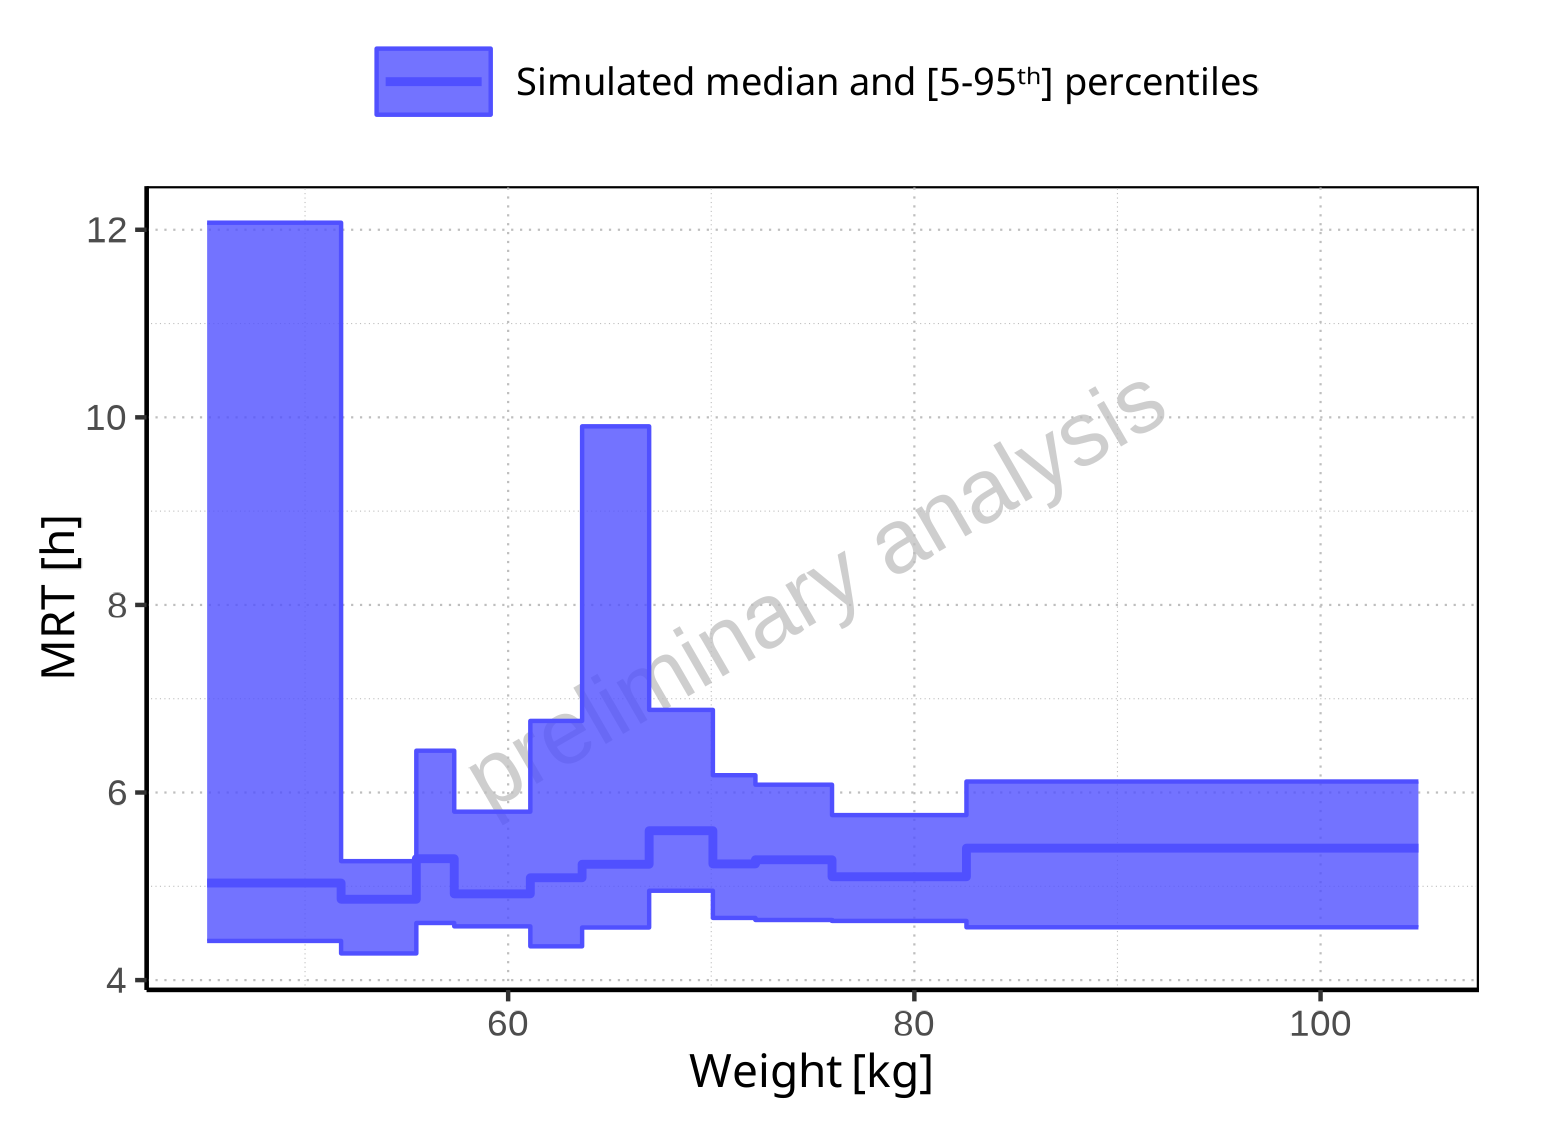 Simulated median and [5-95ᵗʰ] percentiles
12
10
8
6
4
MRT [h]
preliminary analysis
60 80 100
Weight [kg]